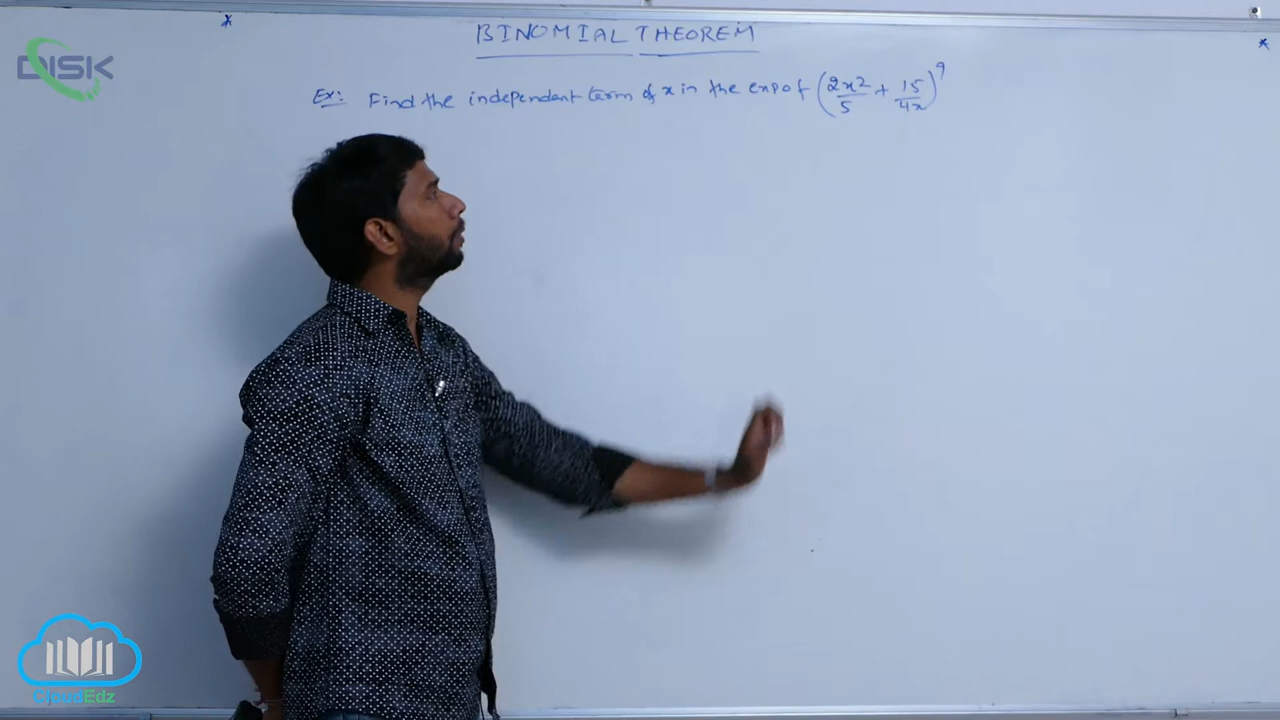 DISK
BINOMIAL THEOREM
Ex: Find the independent term of x in the exp of (2x²/5 + 15/4x)⁹
CloudEdz